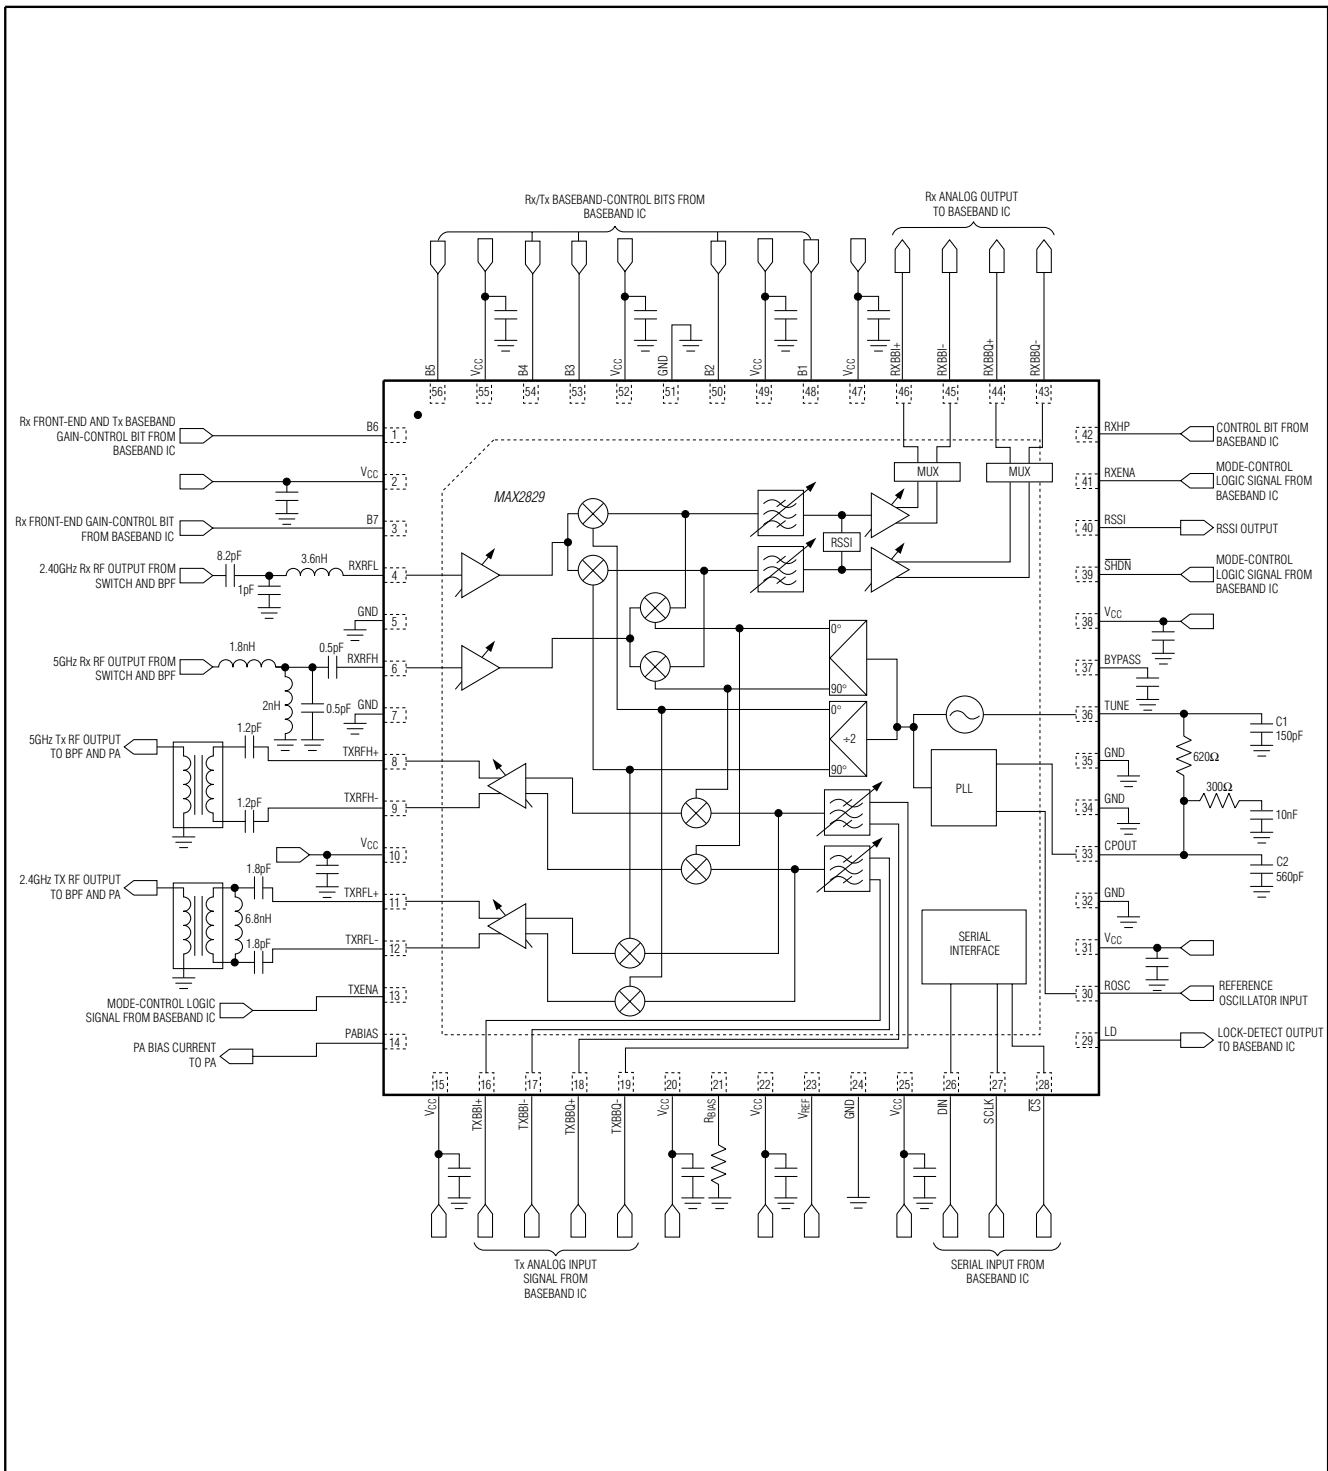 Rx/Tx BASEBAND-CONTROL BITS FROM
BASEBAND IC
Rx ANALOG OUTPUT
TO BASEBAND IC
B5
VCC
B4
B3
VCC
GND
B2
VCC
B1
VCC
RXBBI+
RXBBI-
RXBBQ+
RXBBQ-
56
55
54
53
52
51
50
49
48
47
46
45
44
43
Rx FRONT-END AND Tx BASEBAND
GAIN-CONTROL BIT FROM
BASEBAND IC
B6
1
VCC
2
Rx FRONT-END GAIN-CONTROL BIT
FROM BASEBAND IC
B7
3
2.40GHz Rx RF OUTPUT FROM
SWITCH AND BPF
8.2pF
1pF
3.6nH
RXRFL
4
GND
5
5GHz Rx RF OUTPUT FROM
SWITCH AND BPF
1.8nH
0.5pF
2nH
0.5pF
RXRFH
6
GND
7
5GHz Tx RF OUTPUT
TO BPF AND PA
1.2pF
1.2pF
TXRFH+
8
TXRFH-
9
VCC
10
2.4GHz TX RF OUTPUT
TO BPF AND PA
1.8pF
6.8nH
1.8pF
TXRFL+
11
TXRFL-
12
MODE-CONTROL LOGIC
SIGNAL FROM BASEBAND IC
TXENA
13
PA BIAS CURRENT
TO PA
PABIAS
14
MAX2829
MUX
MUX
RSSI
0°
90°
0°
÷2
90°
PLL
SERIAL
INTERFACE
42
RXHP
CONTROL BIT FROM
BASEBAND IC
41
RXENA
MODE-CONTROL
LOGIC SIGNAL FROM
BASEBAND IC
40
RSSI
RSSI OUTPUT
39
SHDN
MODE-CONTROL
LOGIC SIGNAL FROM
BASEBAND IC
38
VCC
37
BYPASS
36
TUNE
C1
150pF
620Ω
35
GND
300Ω
10nF
34
GND
33
CPOUT
C2
560pF
32
GND
31
VCC
30
ROSC
REFERENCE
OSCILLATOR INPUT
29
LD
LOCK-DETECT OUTPUT
TO BASEBAND IC
15
16
17
18
19
20
21
22
23
24
25
26
27
28
VCC
TXBBI+
TXBBI-
TXBBQ+
TXBBQ-
VCC
RBIAS
VCC
VREF
GND
VCC
DIN
SCLK
CS
Tx ANALOG INPUT
SIGNAL FROM
BASEBAND IC
SERIAL INPUT FROM
BASEBAND IC